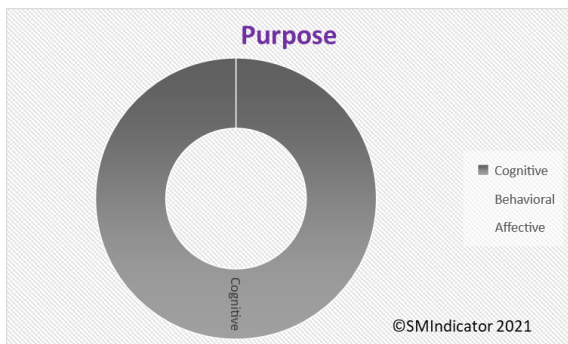 Purpose
Cognitive
Behavioral
Affective
Cognitive
©SMIndicator 2021